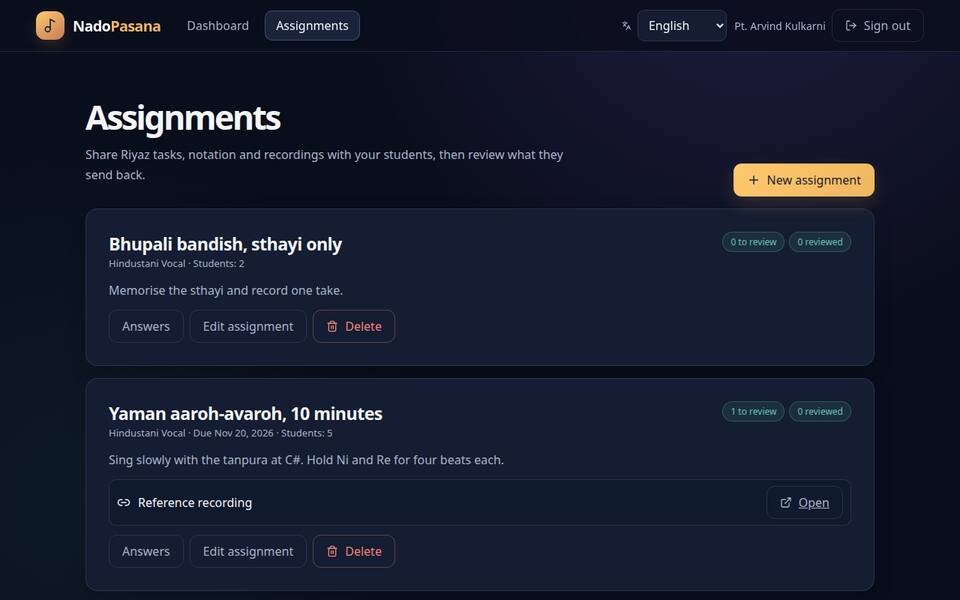 NadoPasana Dashboard Assignments English Pt. Arvind Kulkarni Sign out
Assignments
Share Riyaz tasks, notation and recordings with your students, then review what they
send back.
New assignment
Bhupali bandish, sthayi only 0 to review 0 reviewed
Hindustani Vocal · Students: 2
Memorise the sthayi and record one take.
Answers Edit assignment Delete
Yaman aaroh-avaroh, 10 minutes 1 to review 0 reviewed
Hindustani Vocal · Due Nov 20, 2026 · Students: 5
Sing slowly with the tanpura at C#. Hold Ni and Re for four beats each.
Reference recording Open
Answers Edit assignment Delete